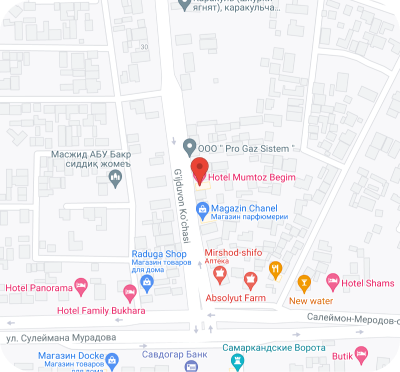 Каракуль (шкурки
ягнят), каракульча...
30
ООО " Pro Gaz Sistem "
Масжид АБУ Бакр
сиддиқ жомеъ
Hotel Mumtoz Begim
G'ijduvon Ko'chasi
Magazin Chanel
Магазин парфюмерии
Raduga Shop
Магазин товаров
для дома
Mirshod-shifo
Аптека
Hotel Panorama
Hotel Family Bukhara
Absolyut Farm
New water
Hotel Shams
Салеймон-Меродов-с
ул. Сулеймана Мурадова
Самаркандские Ворота
Магазин Docke
Магазин товаров
для дома
Савдогар Банк
Butik